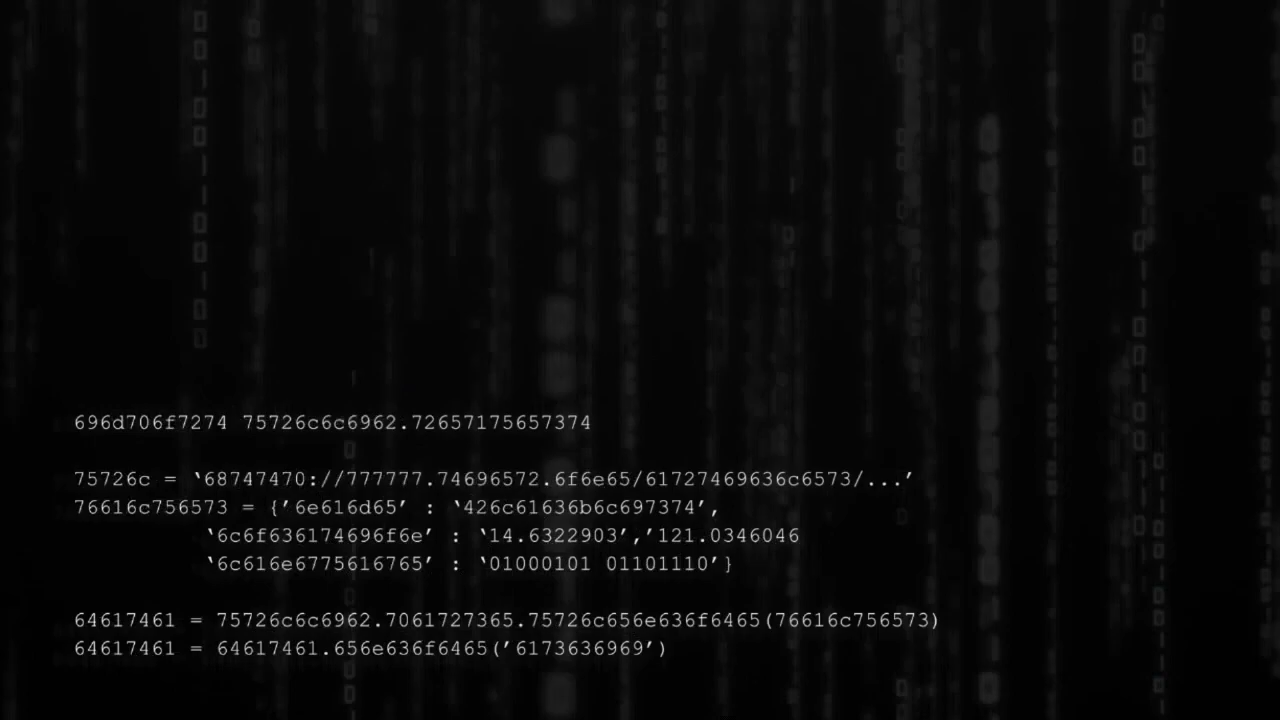 696d706f7274 75726c6c6962.72657175657374
75726c = ‘68747470://777777.74696572.6f6e65/61727469636c6573/...’
76616c756573 = {’6e616d65’ : ‘426c61636b6c697374’,
‘6c6f636174696f6e’ : ‘14.6322903’,’121.0346046
‘6c616e6775616765’ : ‘01000101 01101110’}
64617461 = 75726c6c6962.7061727365.75726c656e636f6465(76616c756573)
64617461 = 64617461.656e636f6465(’6173636969’)